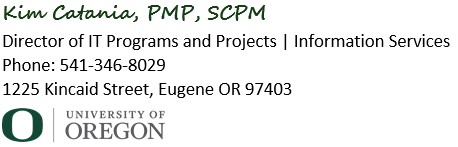 Kim Catania, PMP, SCPM
Director of IT Programs and Projects | Information Services
Phone: 541-346-8029
1225 Kincaid Street, Eugene OR 97403
O
UNIVERSITY OF
OREGON